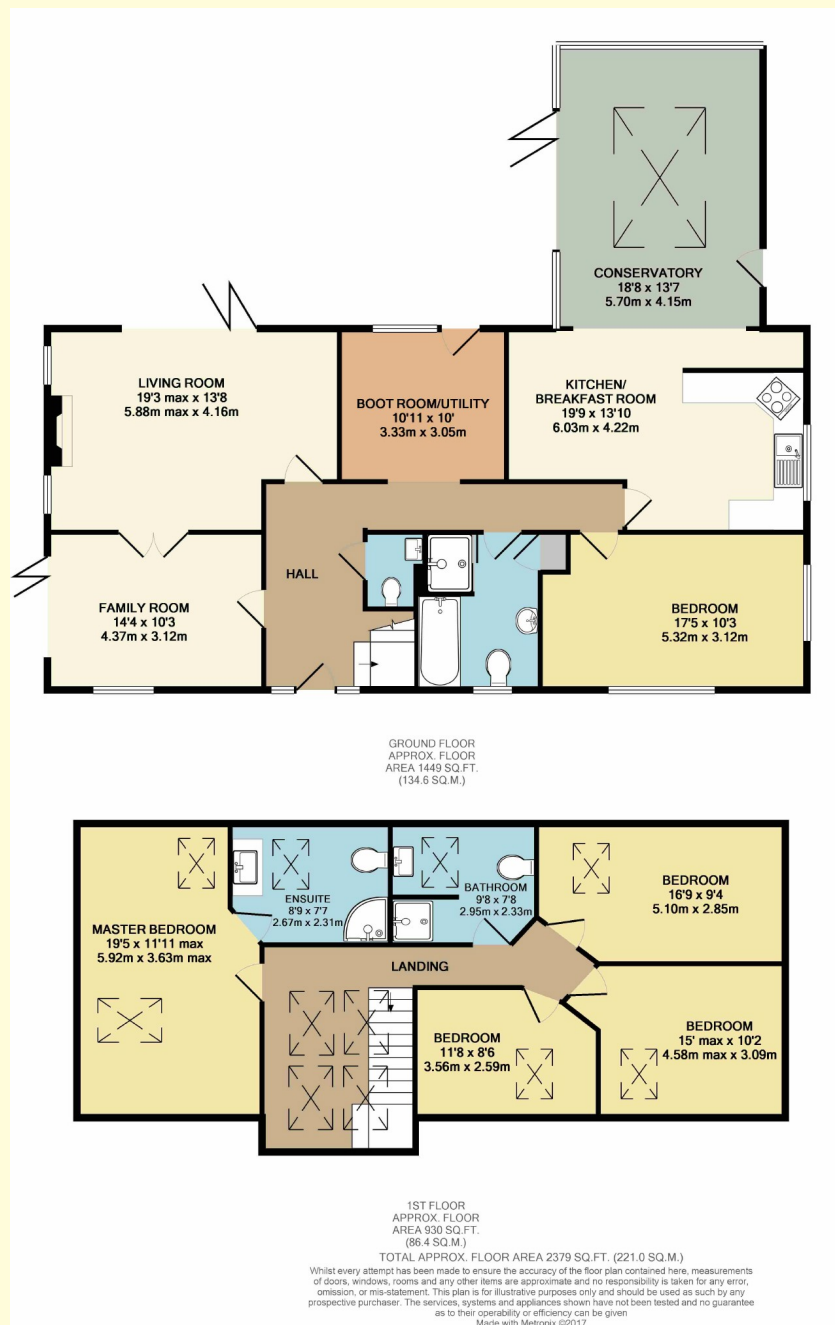 CONSERVATORY
18'8 x 13'7
5.70m x 4.15m
LIVING ROOM
19'3 max x 13'8
5.88m max x 4.16m
BOOT ROOM/UTILITY
10'11 x 10'
3.33m x 3.05m
KITCHEN/
BREAKFAST ROOM
19'9 x 13'10
6.03m x 4.22m
HALL
FAMILY ROOM
14'4 x 10'3
4.37m x 3.12m
BEDROOM
17'5 x 10'3
5.32m x 3.12m
GROUND FLOOR
APPROX. FLOOR
AREA 1449 SQ.FT.
(134.6 SQ.M.)
MASTER BEDROOM
19'5 x 11'11 max
5.92m x 3.63m max
ENSUITE
8'9 x 7'7
2.67m x 2.31m
BATHROOM
9'8 x 7'8
2.95m x 2.33m
BEDROOM
16'9 x 9'4
5.10m x 2.85m
LANDING
BEDROOM
11'8 x 8'6
3.56m x 2.59m
BEDROOM
15' max x 10'2
4.58m max x 3.09m
1ST FLOOR
APPROX. FLOOR
AREA 930 SQ.FT.
(86.4 SQ.M.)
TOTAL APPROX. FLOOR AREA 2379 SQ.FT. (221.0 SQ.M.)
Whilst every attempt has been made to ensure the accuracy of the floor plan contained here, measurements
of doors, windows, rooms and any other items are approximate and no responsibility is taken for any error,
omission, or mis-statement. This plan is for illustrative purposes only and should be used as such by any
prospective purchaser. The services, systems and appliances shown have not been tested and no guarantee
as to their operability or efficiency can be given
Made with Metropix ©2017